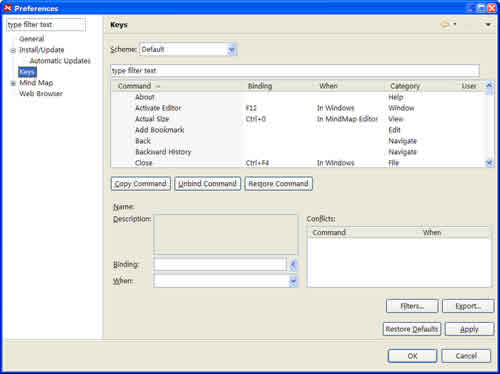 Preferences
type filter text
General
Install/Update
Automatic Updates
Keys
Mind Map
Web Browser
Keys
Scheme: Default
type filter text
Command Binding When Category User
About Help
Activate Editor F12 In Windows Window
Actual Size Ctrl+0 In MindMap Editor View
Add Bookmark Edit
Back Navigate
Backward History Navigate
Close Ctrl+F4 In Windows File
Copy Command Unbind Command Restore Command
Name:
Description:
Conflicts:
Command When
Binding:
When:
Filters... Export...
Restore Defaults Apply
OK Cancel